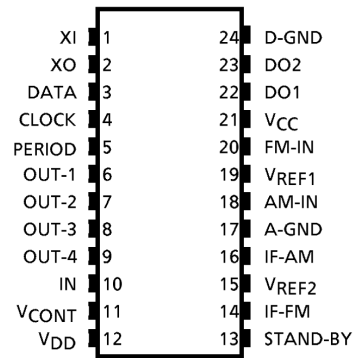 XI 1 24 D-GND
XO 2 23 DO2
DATA 3 22 DO1
CLOCK 4 21 VCC
PERIOD 5 20 FM-IN
OUT-1 6 19 VREF1
OUT-2 7 18 AM-IN
OUT-3 8 17 A-GND
OUT-4 9 16 IF-AM
IN 10 15 VREF2
VCONT 11 14 IF-FM
VDD 12 13 STAND-BY